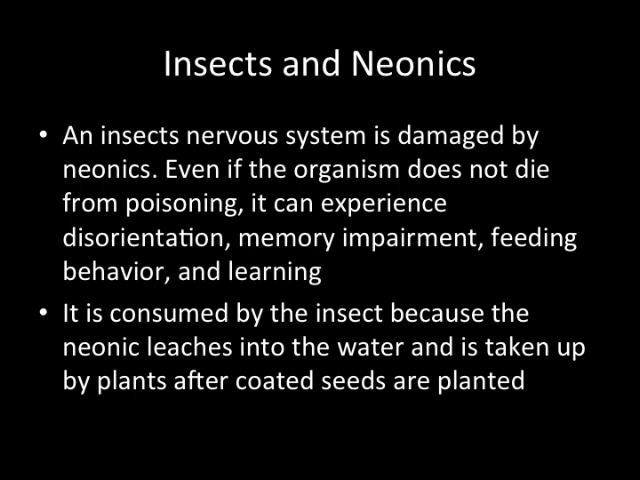 Insects and Neonics
• An insects nervous system is damaged by
neonics. Even if the organism does not die
from poisoning, it can experience
disorientation, memory impairment, feeding
behavior, and learning
• It is consumed by the insect because the
neonic leaches into the water and is taken up
by plants after coated seeds are planted